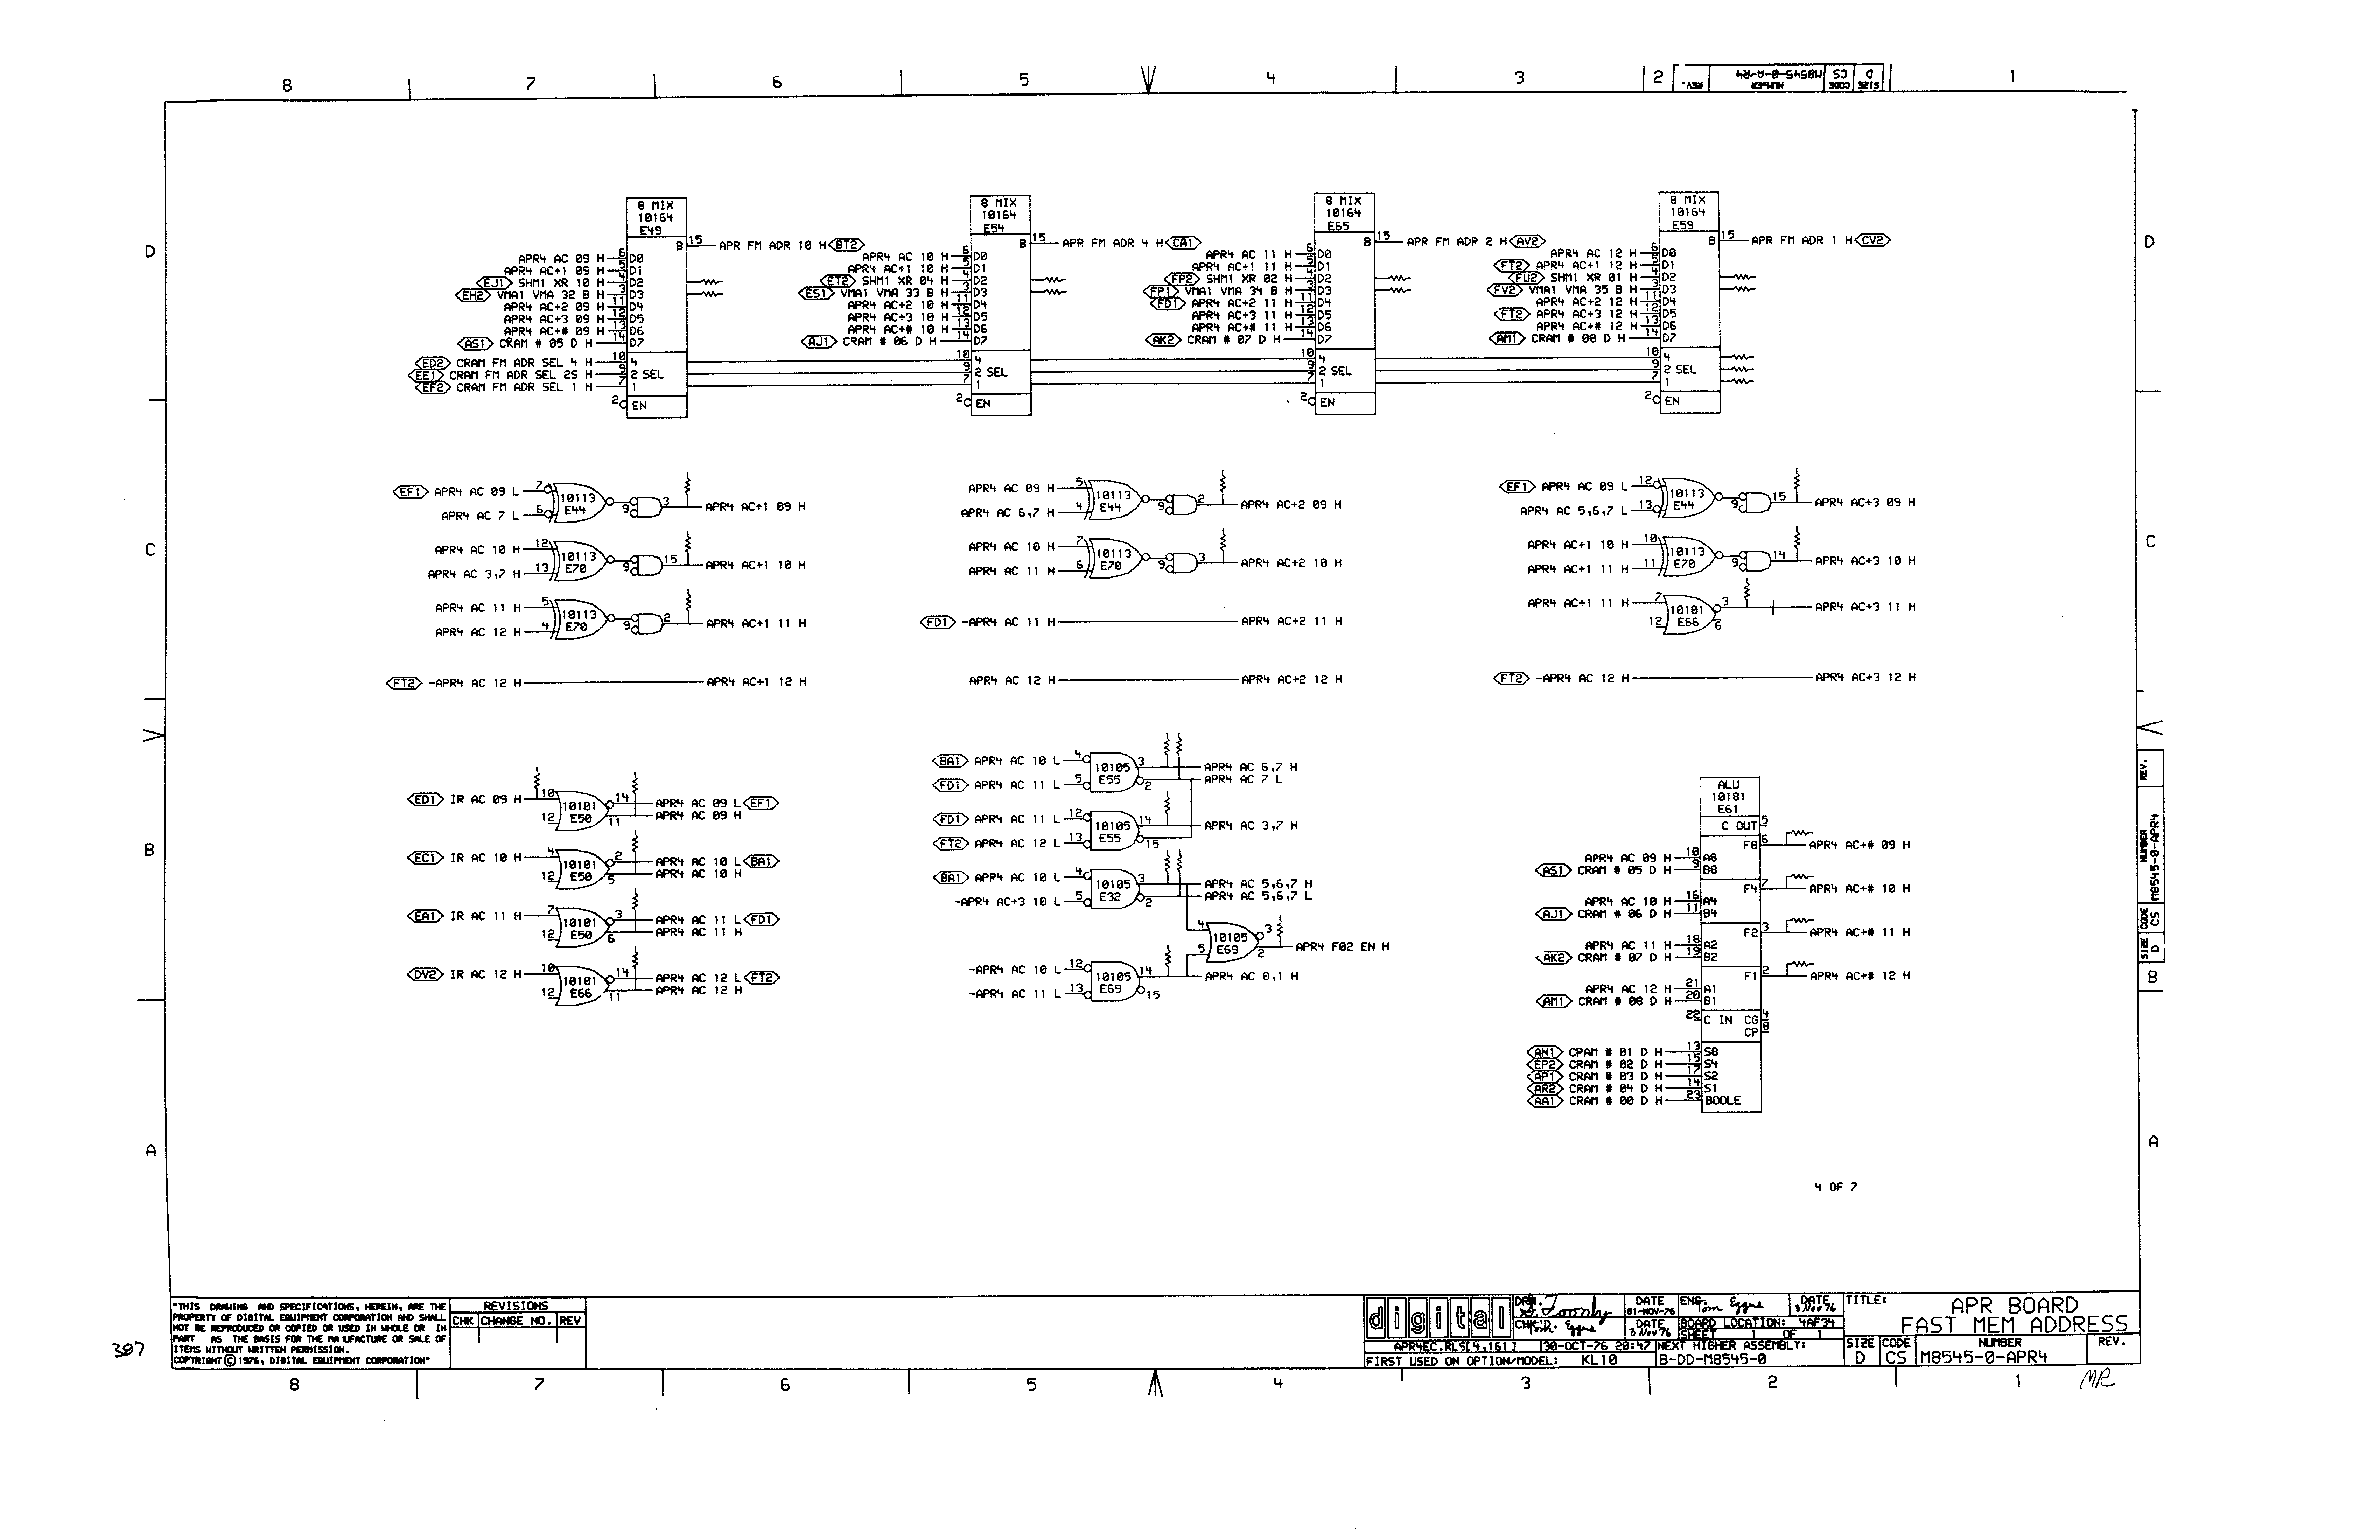 8 7 6 5 4 3 2 1
REV. NUMBER M8545-0-APR4 CODE CS SIZE D
D
8 MIX
10164
E49
B 15 APR FM ADR 10 H BT2
APR4 AC 09 H 6 D0
APR4 AC+1 09 H 5 D1
EJ1 SHM1 XR 10 H 4 D2
EH2 VMA1 VMA 32 B H 3 D3
APR4 AC+2 09 H 11 D4
APR4 AC+3 09 H 12 D5
APR4 AC+# 09 H 13 D6
AS1 CRAM # 05 D H 14 D7
ED2 CRAM FM ADR SEL 4 H 10 4
EE1 CRAM FM ADR SEL 2S H 9 2 SEL
EF2 CRAM FM ADR SEL 1 H 7 1
2 EN
8 MIX
10164
E54
B 15 APR FM ADR 4 H CA1
APR4 AC 10 H 6 D0
APR4 AC+1 10 H 5 D1
ET2 SHM1 XR 04 H 4 D2
ES1 VMA1 VMA 33 B H 3 D3
APR4 AC+2 10 H 11 D4
APR4 AC+3 10 H 12 D5
APR4 AC+# 10 H 13 D6
AJ1 CRAM # 06 D H 14 D7
10 4
9 2 SEL
7 1
2 EN
8 MIX
10164
E65
B 15 APR FM ADR 2 H AV2
APR4 AC 11 H 6 D0
APR4 AC+1 11 H 5 D1
FP2 SHM1 XR 02 H 4 D2
FP1 VMA1 VMA 34 B H 3 D3
FD1 APR4 AC+2 11 H 11 D4
APR4 AC+3 11 H 12 D5
APR4 AC+# 11 H 13 D6
AK2 CRAM # 07 D H 14 D7
10 4
9 2 SEL
7 1
2 EN
8 MIX
10164
E59
B 15 APR FM ADR 1 H CV2
APR4 AC 12 H 6 D0
FT2 APR4 AC+1 12 H 5 D1
FU2 SHM1 XR 01 H 4 D2
FV2 VMA1 VMA 35 B H 3 D3
APR4 AC+2 12 H 11 D4
FT2 APR4 AC+3 12 H 12 D5
APR4 AC+# 12 H 13 D6
AM1 CRAM # 08 D H 14 D7
10 4
9 2 SEL
7 1
2 EN
D
C
EF1 APR4 AC 09 L 7 10113 E44 9 3 APR4 AC+1 09 H
APR4 AC 7 L 6
APR4 AC 10 H 12 10113 E70 9 15 APR4 AC+1 10 H
APR4 AC 3,7 H 13
APR4 AC 11 H 5 10113 E70 9 2 APR4 AC+1 11 H
APR4 AC 12 H 4
FT2 -APR4 AC 12 H APR4 AC+1 12 H
APR4 AC 09 H 5 10113 E44 9 2 APR4 AC+2 09 H
APR4 AC 6,7 H 4
APR4 AC 10 H 7 10113 E70 9 3 APR4 AC+2 10 H
APR4 AC 11 H 6
FD1 -APR4 AC 11 H APR4 AC+2 11 H
APR4 AC 12 H APR4 AC+2 12 H
EF1 APR4 AC 09 L 12 10113 E44 9 15 APR4 AC+3 09 H
APR4 AC 5,6,7 L 13
APR4 AC+1 10 H 10 10113 E70 9 14 APR4 AC+3 10 H
APR4 AC+1 11 H 11
APR4 AC+1 11 H 7 10101 E66 3 APR4 AC+3 11 H
12 6
FT2 -APR4 AC 12 H APR4 AC+3 12 H
C
B
ED1 IR AC 09 H 10 10101 E50 14 APR4 AC 09 L EF1
12 11 APR4 AC 09 H
EC1 IR AC 10 H 4 10101 E50 2 APR4 AC 10 L BA1
12 5 APR4 AC 10 H
EA1 IR AC 11 H 7 10101 E50 3 APR4 AC 11 L FD1
12 6 APR4 AC 11 H
DV2 IR AC 12 H 10 10101 E66 14 APR4 AC 12 L FT2
12 11 APR4 AC 12 H
BA1 APR4 AC 10 L 4 10105 E55 3 APR4 AC 6,7 H
FD1 APR4 AC 11 L 5 2 APR4 AC 7 L
FD1 APR4 AC 11 L 12 10105 E55 14 APR4 AC 3,7 H
FT2 APR4 AC 12 L 13 15
BA1 APR4 AC 10 L 4 10105 E32 3 APR4 AC 5,6,7 H
-APR4 AC+3 10 L 5 2 APR4 AC 5,6,7 L
4 5 10105 E69 3 2 APR4 F02 EN H
-APR4 AC 10 L 12 10105 E69 14 APR4 AC 0,1 H
-APR4 AC 11 L 13 15
ALU
10181
E61
C OUT 5
F8 6 APR4 AC+# 09 H
APR4 AC 09 H 10 A8
AS1 CRAM # 05 D H 9 B8
F4 7 APR4 AC+# 10 H
APR4 AC 10 H 16 A4
AJ1 CRAM # 06 D H 11 B4
F2 3 APR4 AC+# 11 H
APR4 AC 11 H 18 A2
AK2 CRAM # 07 D H 19 B2
F1 2 APR4 AC+# 12 H
APR4 AC 12 H 21 A1
AM1 CRAM # 08 D H 20 B1
22 C IN CG 4
CP 8
AN1 CRAM # 01 D H 13 S8
EP2 CRAM # 02 D H 15 S4
AP1 CRAM # 03 D H 17 S2
AR2 CRAM # 04 D H 14 S1
AA1 CRAM # 00 D H 23 BOOLE
SIZE D CODE CS NUMBER M8545-0-APR4 REV.
B
A
A
4 OF 7
307
"THIS DRAWING AND SPECIFICATIONS, HEREIN, ARE THE
PROPERTY OF DIGITAL EQUIPMENT CORPORATION AND SHALL
NOT BE REPRODUCED OR COPIED OR USED IN WHOLE OR IN
PART AS THE BASIS FOR THE MA UFACTURE OR SALE OF
ITEMS WITHOUT WRITTEN PERMISSION.
COPYRIGHT © 1976, DIGITAL EQUIPMENT CORPORATION"
REVISIONS
CHK CHANGE NO. REV
digital
DRN. DATE 01-NOV-76 ENG. Tom Eggers DATE 3 Nov 76
CHK'D. Eggers DATE 3 Nov 76 BOARD LOCATION: 4AF34
SHEET 1 OF 1
APR4EC.RLS[4,161] 30-OCT-76 20:47 NEXT HIGHER ASSEMBLY:
FIRST USED ON OPTION/MODEL: KL10 B-DD-M8545-0
TITLE: APR BOARD
FAST MEM ADDRESS
SIZE D CODE CS NUMBER M8545-0-APR4 REV.
8 7 6 5 4 3 2 1 MR